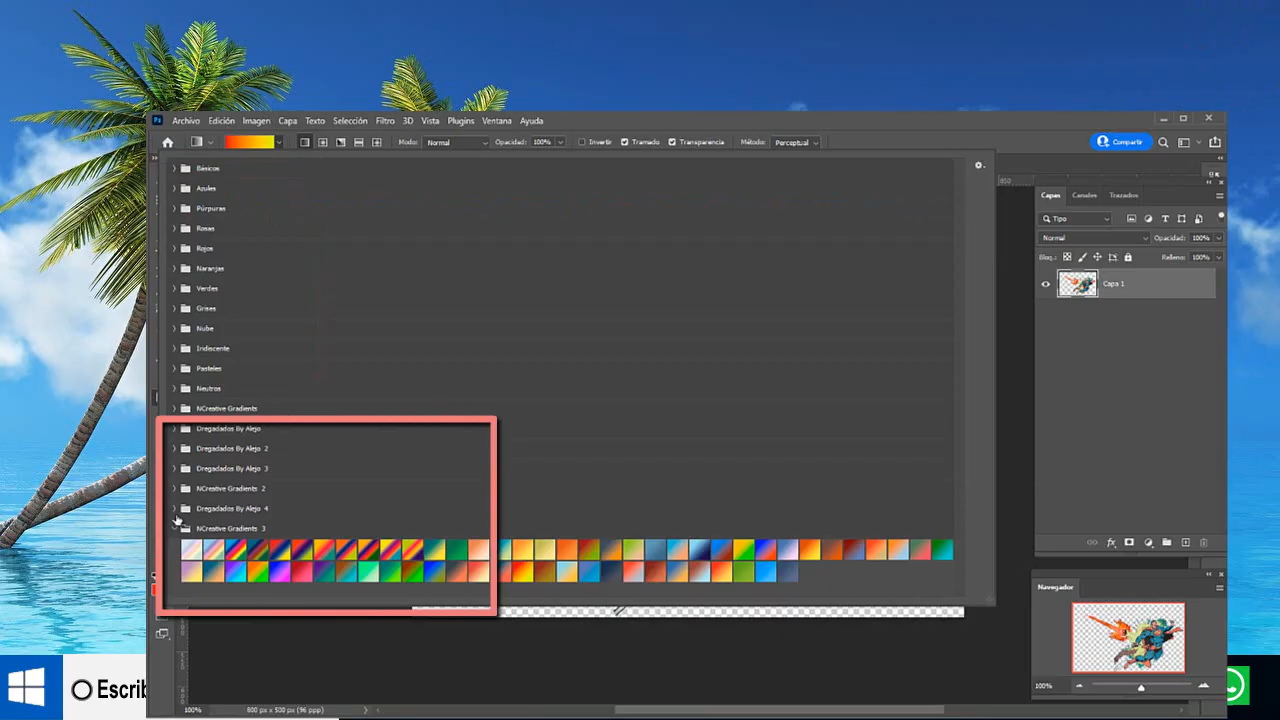 Ps Archivo Edición Imagen Capa Texto Selección Filtro 3D Vista Plugins Ventana Ayuda
Modo: Normal Opacidad: 100% Invertir Tramado Transparencia Método: Perceptual Compartir
850
Básicos
Azules
Púrpuras
Rosas
Rojos
Naranjas
Verdes
Grises
Nube
Iridiscente
Pasteles
Neutros
NCreative Gradients
Dregadados By Alejo
Dregadados By Alejo 2
Dregadados By Alejo 3
NCreative Gradients 2
Dregadados By Alejo 4
NCreative Gradients 3
Capas Canales Trazados
Tipo
Normal Opacidad: 100%
Bloq.: Relleno: 100%
Capa 1
Navegador
100%
Escrib
100% 800 px x 500 px (96 ppp)